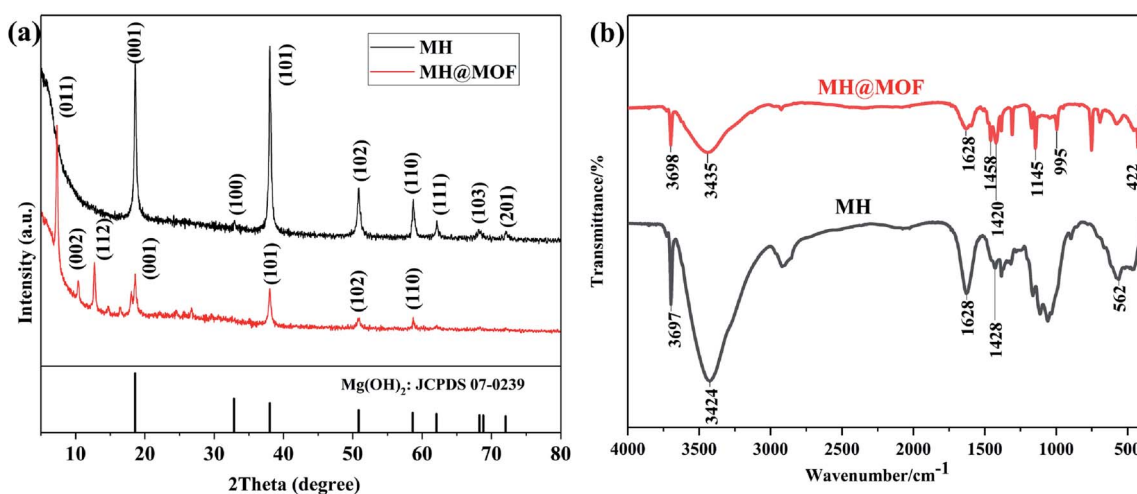 (a)
MH
MH@MOF
(001)
(100)
(101)
(102)
(110)
(111)
(103)
(201)
(011)
(002)
(112)
(001)
(101)
(102)
(110)
Intensity (a.u.)
Mg(OH)2: JCPDS 07-0239
10 20 30 40 50 60 70 80
2Theta (degree)
(b)
MH@MOF
3698
3435
1628
1458
1420
1145
995
422
MH
3697
3424
1628
1428
562
Transmittance/%
4000 3500 3000 2500 2000 1500 1000 500
Wavenumber/cm-1